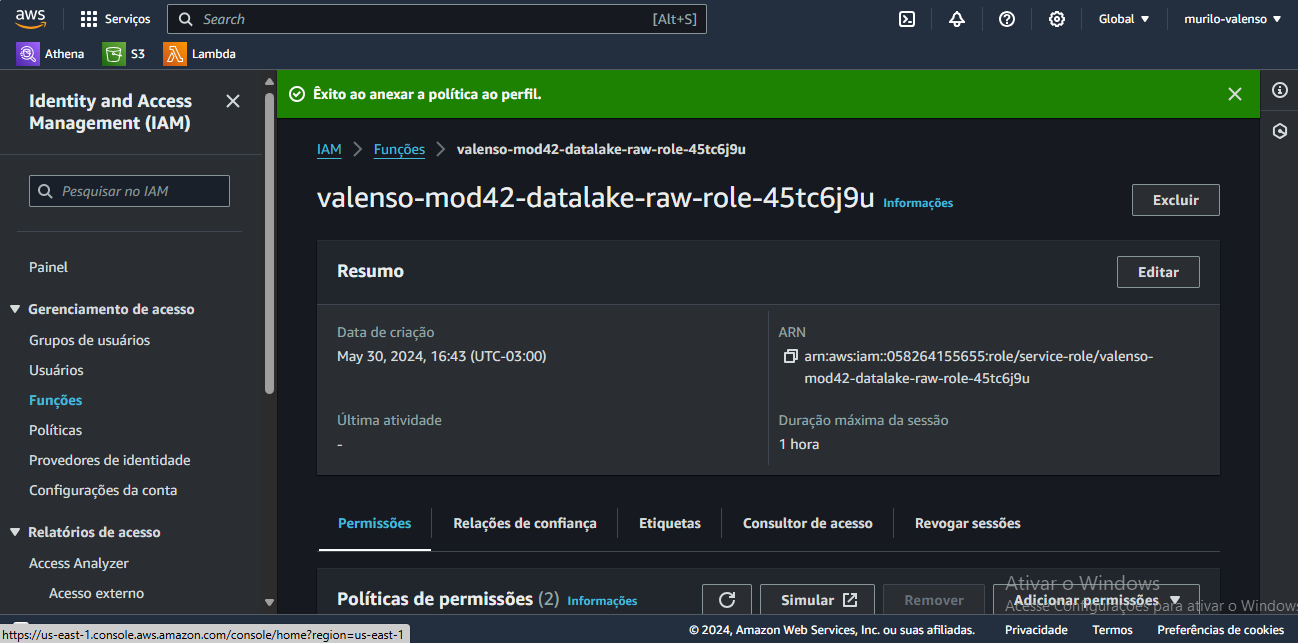 aws
Serviços
Search
[Alt+S]
Global
murilo-valenso
Athena
S3
Lambda
Identity and Access
Management (IAM)
Pesquisar no IAM
Painel
Gerenciamento de acesso
Grupos de usuários
Usuários
Funções
Políticas
Provedores de identidade
Configurações da conta
Relatórios de acesso
Access Analyzer
Acesso externo
Êxito ao anexar a política ao perfil.
IAM
Funções
valenso-mod42-datalake-raw-role-45tc6j9u
valenso-mod42-datalake-raw-role-45tc6j9u Informações
Excluir
Resumo
Editar
Data de criação
May 30, 2024, 16:43 (UTC-03:00)
ARN
arn:aws:iam::058264155655:role/service-role/valenso-
mod42-datalake-raw-role-45tc6j9u
Última atividade
-
Duração máxima da sessão
1 hora
Permissões
Relações de confiança
Etiquetas
Consultor de acesso
Revogar sessões
Políticas de permissões (2) Informações
Simular
Remover
Adicionar permissões
Ativar o Windows
Acesse Configurações para ativar o Windows
https://us-east-1.console.aws.amazon.com/console/home?region=us-east-1
© 2024, Amazon Web Services, Inc. ou suas afiliadas.
Privacidade
Termos
Preferências de cookies